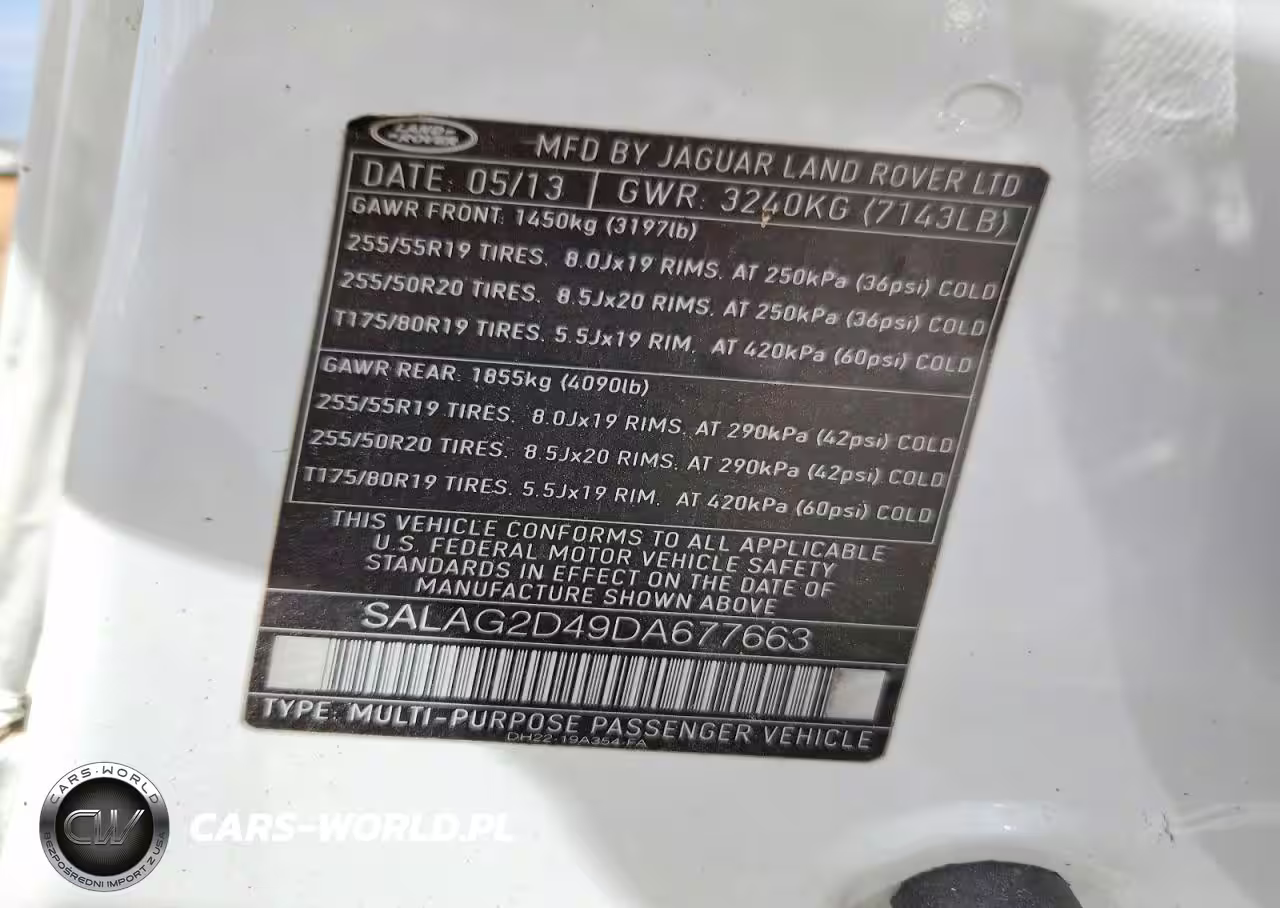 LAND-
-ROVER
MFD BY JAGUAR LAND ROVER LTD
DATE: 05/13 | GWR: 3240KG (7143LB)
GAWR FRONT: 1450kg (3197lb)
255/55R19 TIRES. 8.0Jx19 RIMS. AT 250kPa (36psi) COLD
255/50R20 TIRES. 8.5Jx20 RIMS. AT 250kPa (36psi) COLD
T175/80R19 TIRES. 5.5Jx19 RIM. AT 420kPa (60psi) COLD
GAWR REAR: 1855kg (4090lb)
255/55R19 TIRES. 8.0Jx19 RIMS. AT 290kPa (42psi) COLD
255/50R20 TIRES. 8.5Jx20 RIMS. AT 290kPa (42psi) COLD
T175/80R19 TIRES. 5.5Jx19 RIM. AT 420kPa (60psi) COLD
THIS VEHICLE CONFORMS TO ALL APPLICABLE
U.S. FEDERAL MOTOR VEHICLE SAFETY
STANDARDS IN EFFECT ON THE DATE OF
MANUFACTURE SHOWN ABOVE
SALAG2D49DA677663
TYPE: MULTI-PURPOSE PASSENGER VEHICLE
DH22-19A354-FA
CARS-WORLD
CW
BEZPOŚREDNI IMPORT Z USA
CARS-WORLD.PL